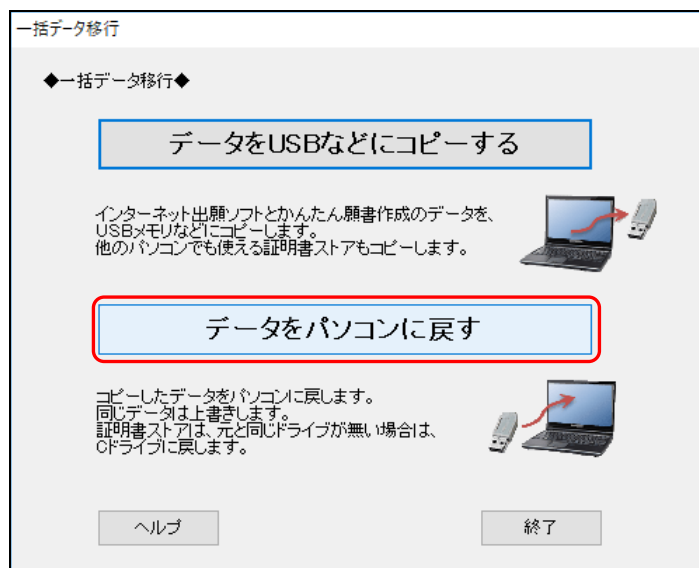 一括データ移行
◆一括データ移行◆
データをUSBなどにコピーする
インターネット出願ソフトとかんたん願書作成のデータを、
USBメモリなどにコピーします。
他のパソコンでも使える証明書ストアもコピーします。
データをパソコンに戻す
コピーしたデータをパソコンに戻します。
同じデータは上書きします。
証明書ストアは、元と同じドライブが無い場合は、
Cドライブに戻します。
ヘルプ
終了